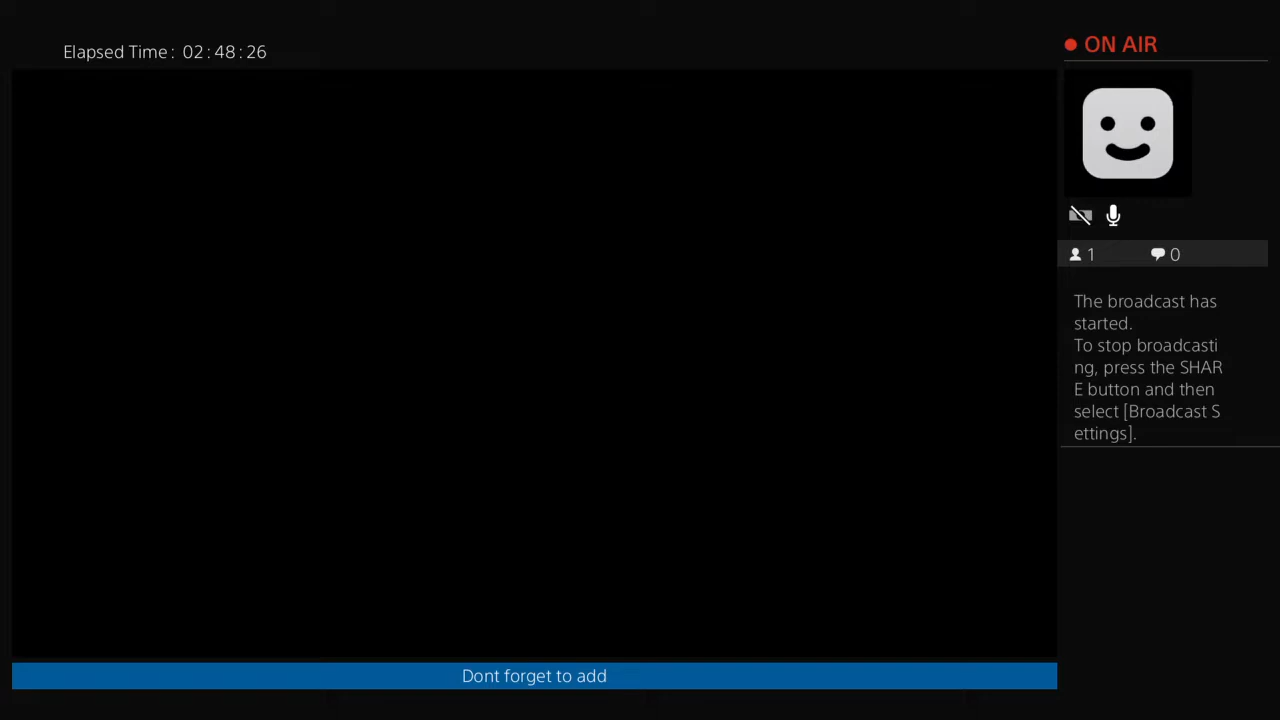 Elapsed Time: 02:48:26
ON AIR
1 0
The broadcast has
started.
To stop broadcasti
ng, press the SHAR
E button and then
select [Broadcast S
ettings].
Dont forget to add